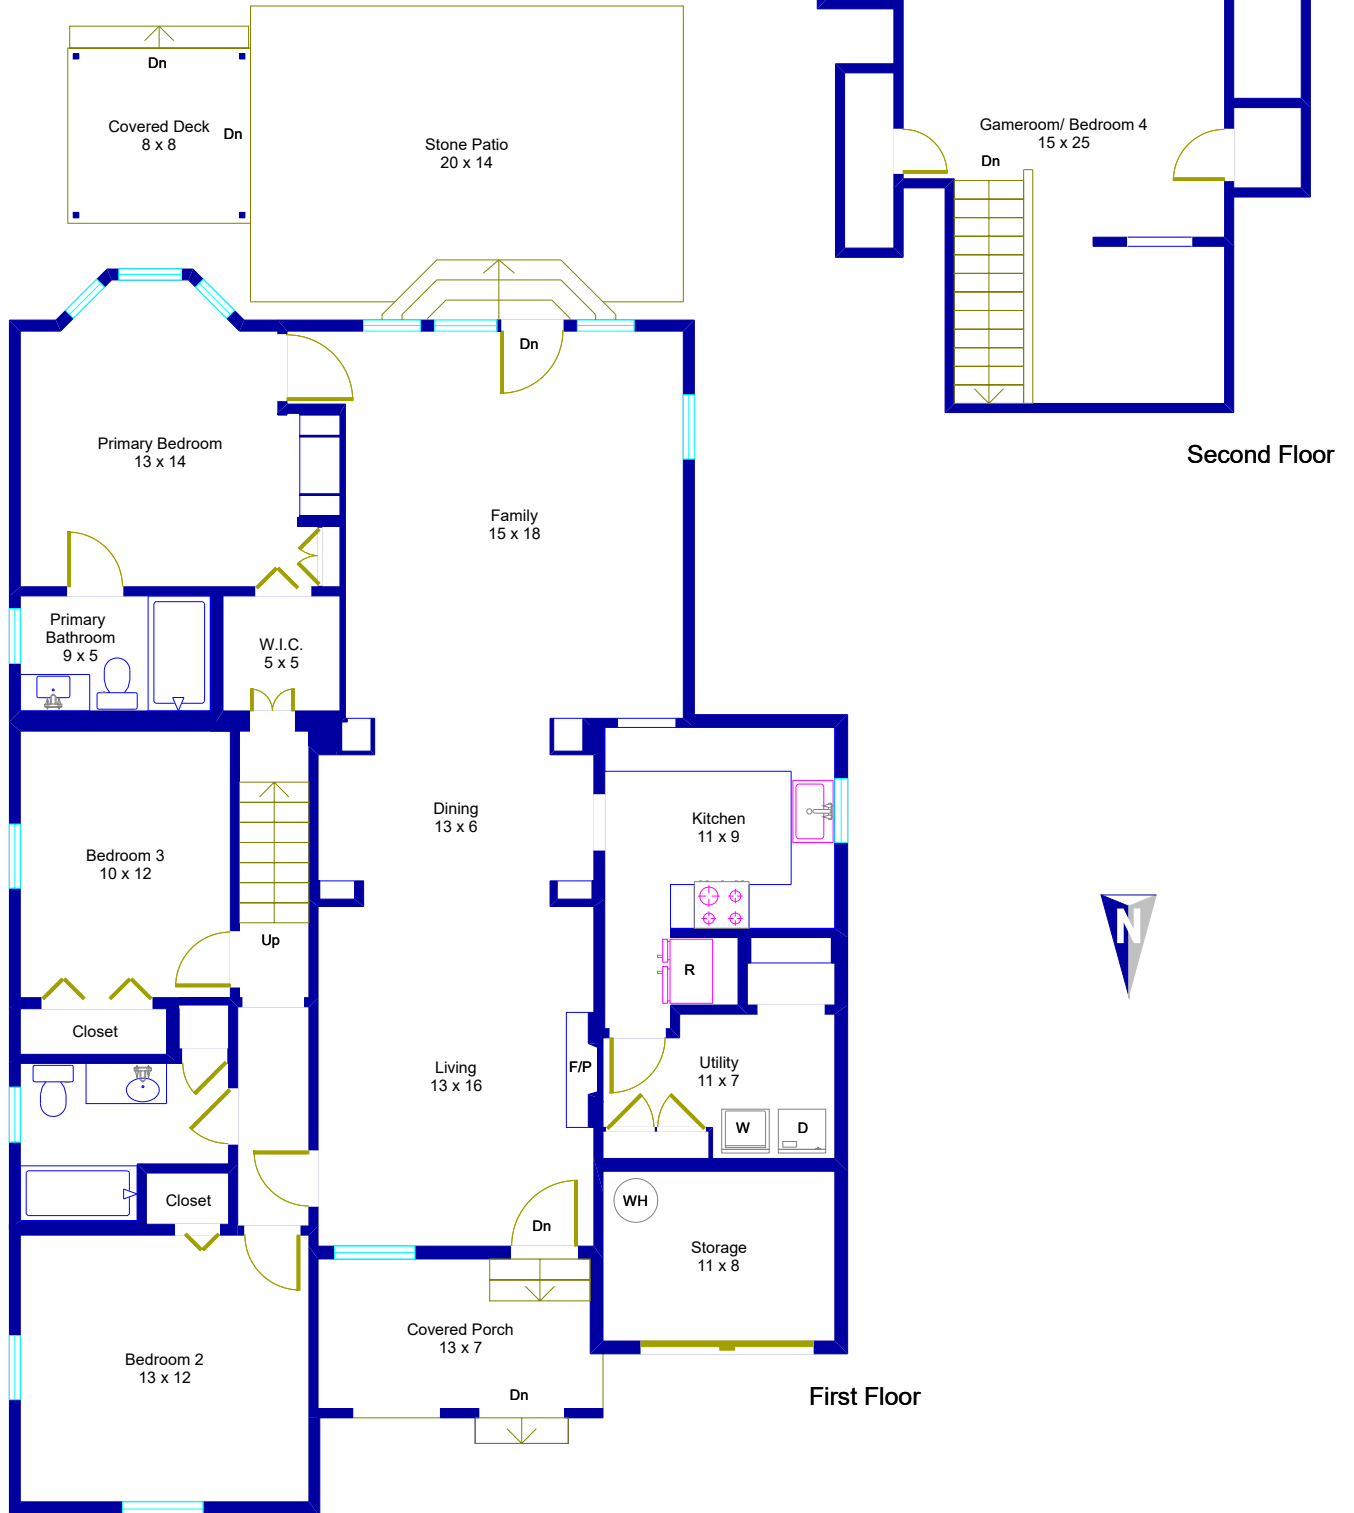 Dn
Covered Deck
8 x 8
Dn
Stone Patio
20 x 14
Gameroom/ Bedroom 4
15 x 25
Dn
Second Floor
Dn
Primary Bedroom
13 x 14
Family
15 x 18
Primary
Bathroom
9 x 5
W.I.C.
5 x 5
Dining
13 x 6
Kitchen
11 x 9
Bedroom 3
10 x 12
Up
R
N
Closet
Living
13 x 16
F/P
Utility
11 x 7
W
D
Closet
WH
Dn
Storage
11 x 8
Covered Porch
13 x 7
Bedroom 2
13 x 12
Dn
First Floor